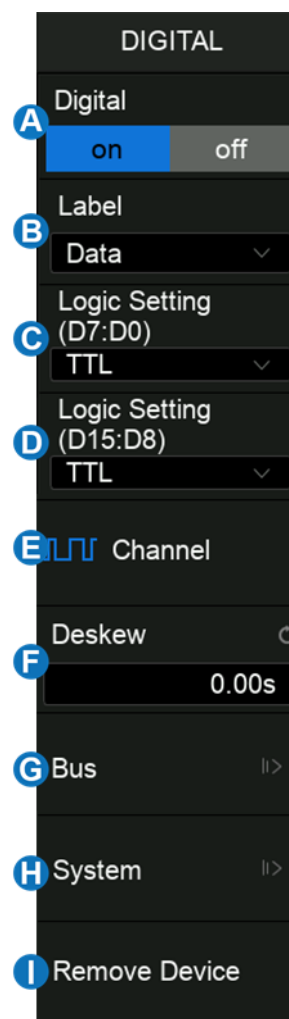 DIGITAL
Digital
A
on off
Label
B
Data
Logic Setting
C (D7:D0)
TTL
Logic Setting
D (D15:D8)
TTL
E Channel
Deskew
F
0.00s
G Bus
H System
I Remove Device